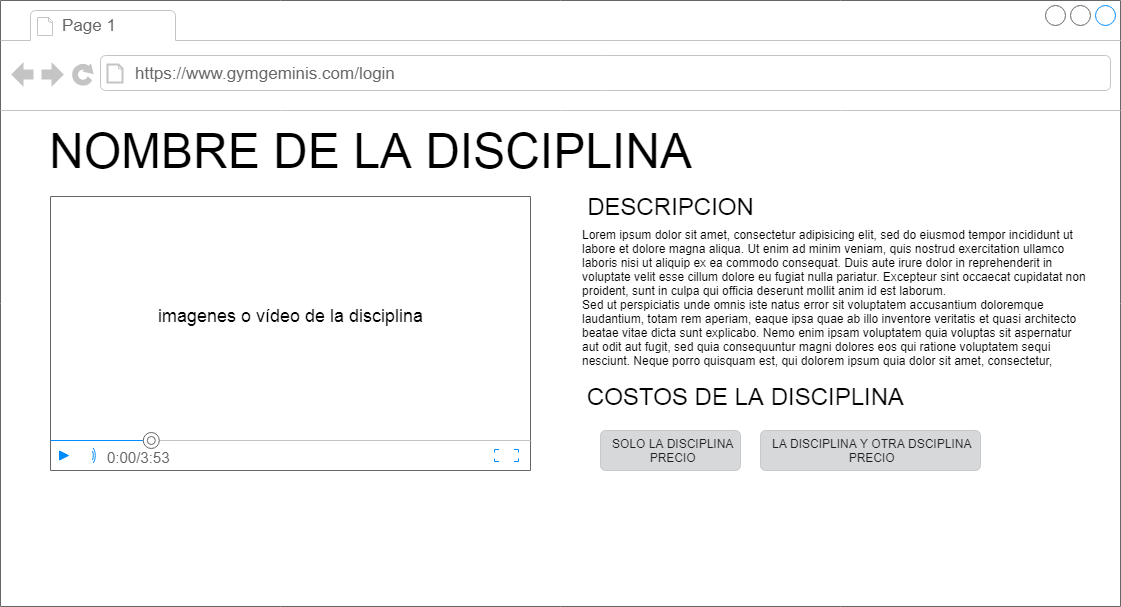 Page 1
https://www.gymgeminis.com/login
NOMBRE DE LA DISCIPLINA
imagenes o vídeo de la disciplina
0:00/3:53
DESCRIPCION
Lorem ipsum dolor sit amet, consectetur adipisicing elit, sed do eiusmod tempor incididunt ut
labore et dolore magna aliqua. Ut enim ad minim veniam, quis nostrud exercitation ullamco
laboris nisi ut aliquip ex ea commodo consequat. Duis aute irure dolor in reprehenderit in
voluptate velit esse cillum dolore eu fugiat nulla pariatur. Excepteur sint occaecat cupidatat non
proident, sunt in culpa qui officia deserunt mollit anim id est laborum.
Sed ut perspiciatis unde omnis iste natus error sit voluptatem accusantium doloremque
laudantium, totam rem aperiam, eaque ipsa quae ab illo inventore veritatis et quasi architecto
beatae vitae dicta sunt explicabo. Nemo enim ipsam voluptatem quia voluptas sit aspernatur
aut odit aut fugit, sed quia consequuntur magni dolores eos qui ratione voluptatem sequi
nesciunt. Neque porro quisquam est, qui dolorem ipsum quia dolor sit amet, consectetur,
COSTOS DE LA DISCIPLINA
SOLO LA DISCIPLINA
PRECIO
LA DISCIPLINA Y OTRA DSCIPLINA
PRECIO